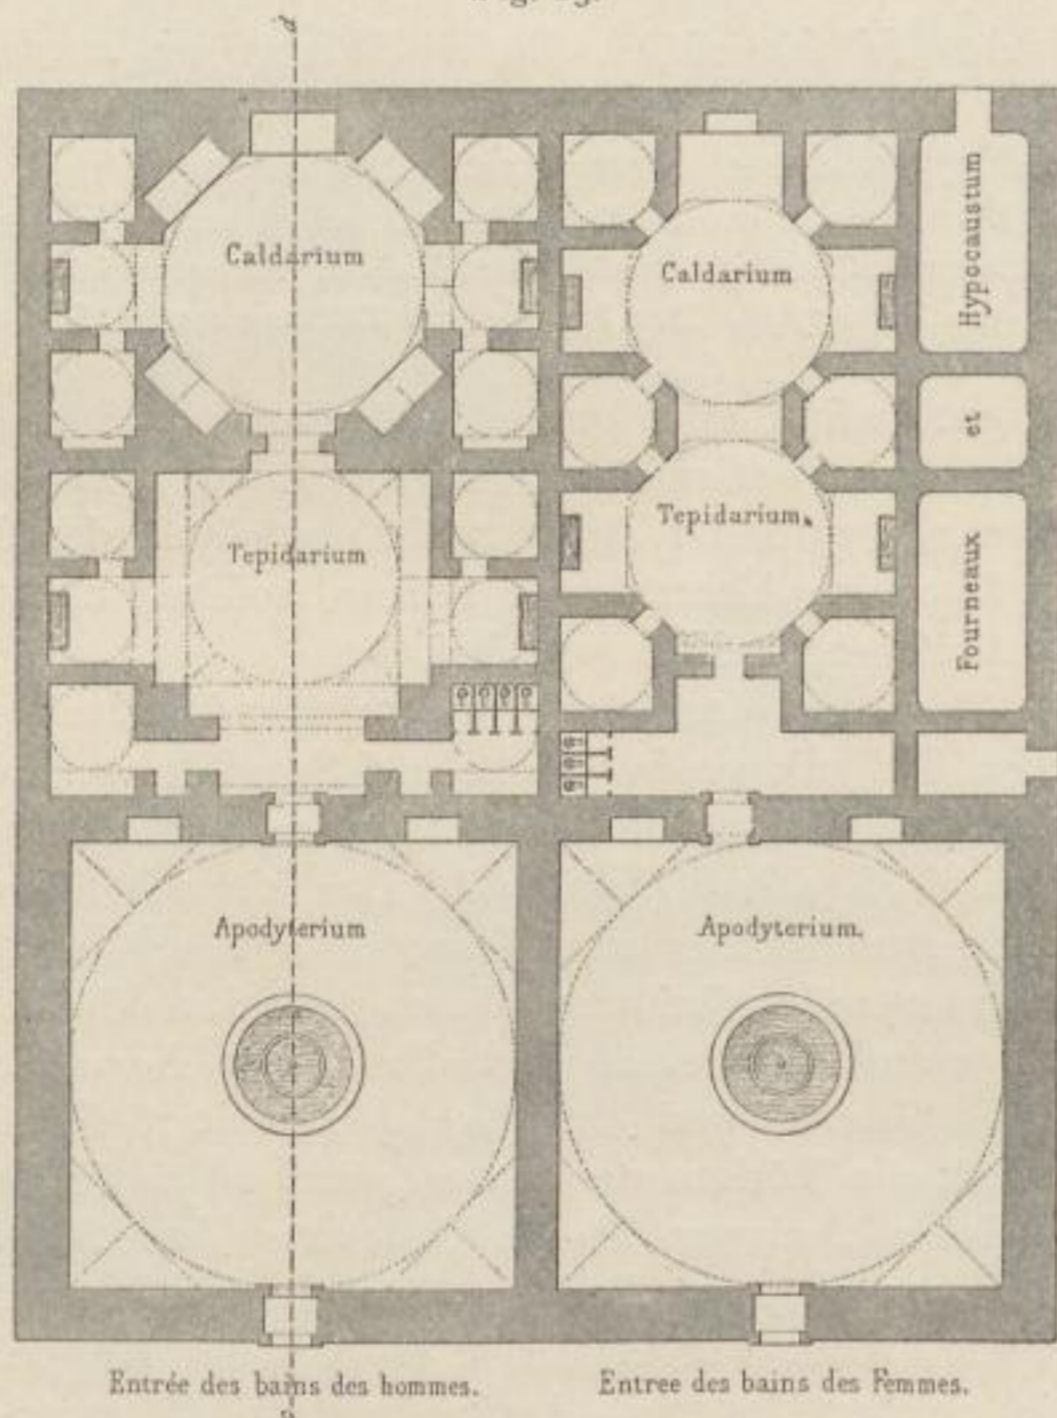 d
Caldarium
Caldarium
Hypocaustum
et
Fourneaux
Tepidarium
Tepidarium.
Apodyterium
Apodyterium.
Entrée des bains des hommes.
Entree des bains des Femmes.